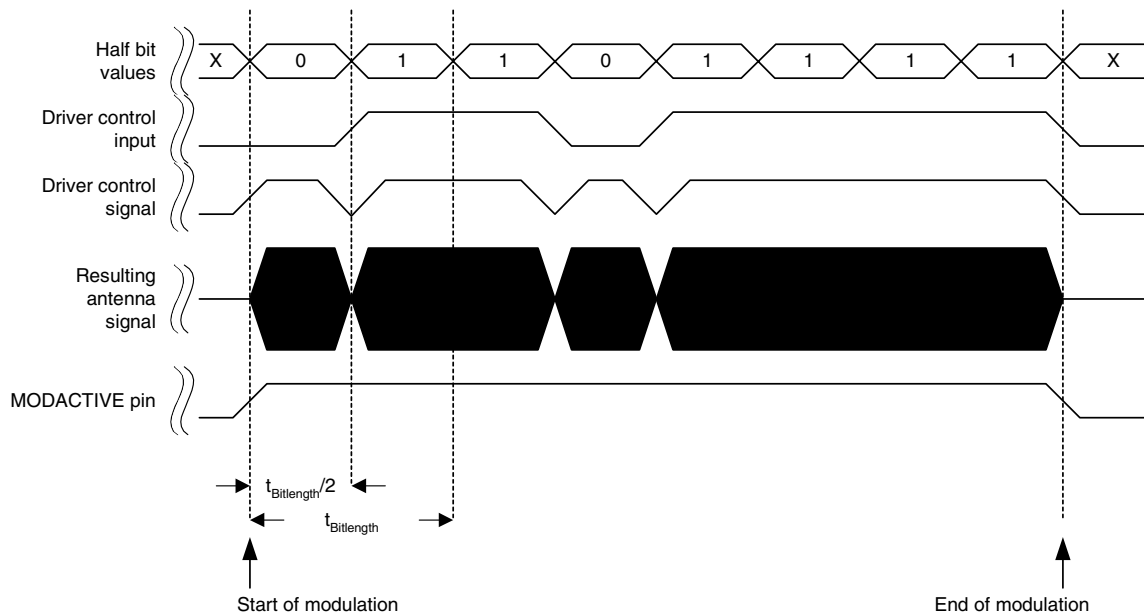 Half bit
values
X 0 1 1 0 1 1 1 1 X
Driver control
input
Driver control
signal
Resulting
antenna
signal
MODACTIVE pin
tBitlength/2
tBitlength
Start of modulation
End of modulation